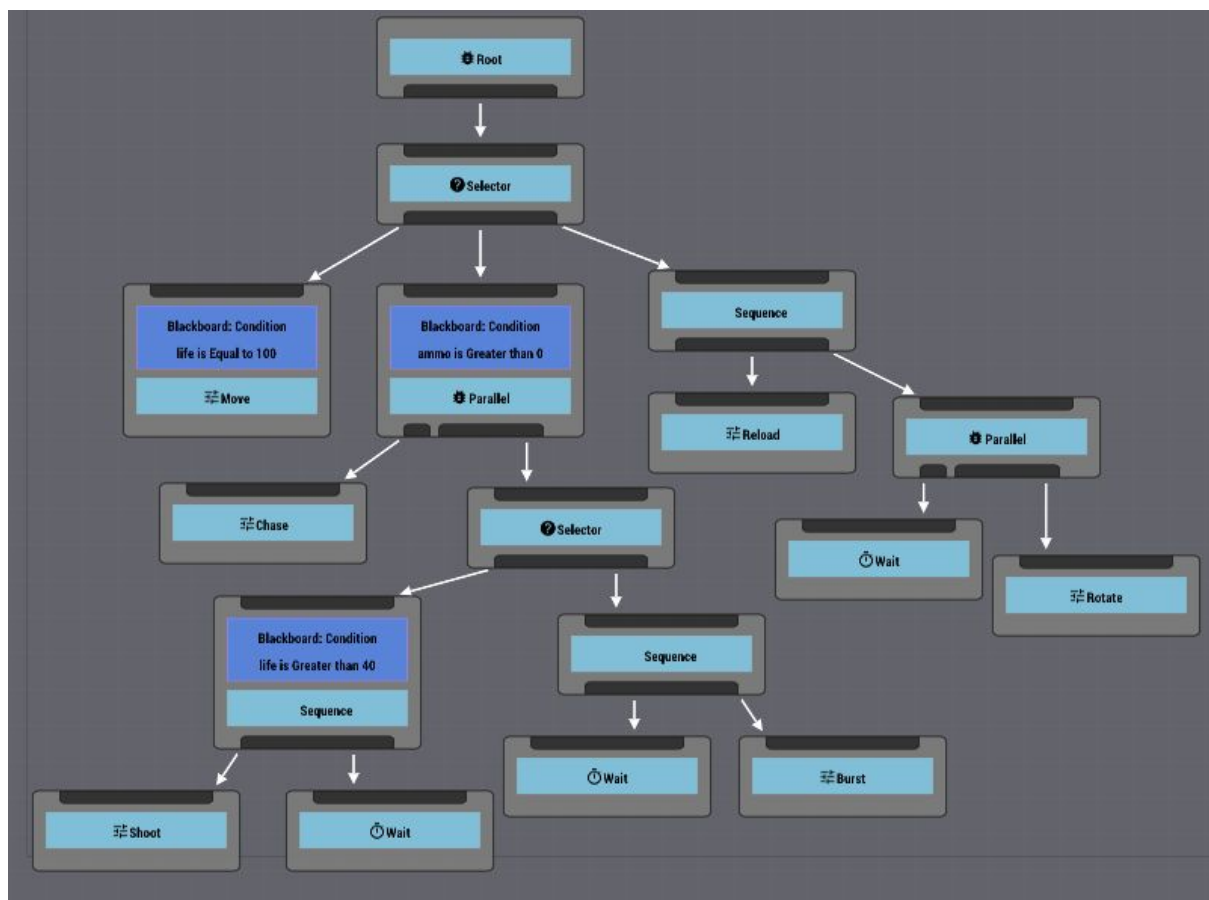 Root
Selector
Blackboard: Condition
life is Equal to 100
Move
Blackboard: Condition
ammo is Greater than 0
Parallel
Sequence
Reload
Parallel
Chase
Selector
Wait
Rotate
Blackboard: Condition
life is Greater than 40
Sequence
Sequence
Shoot
Wait
Wait
Burst